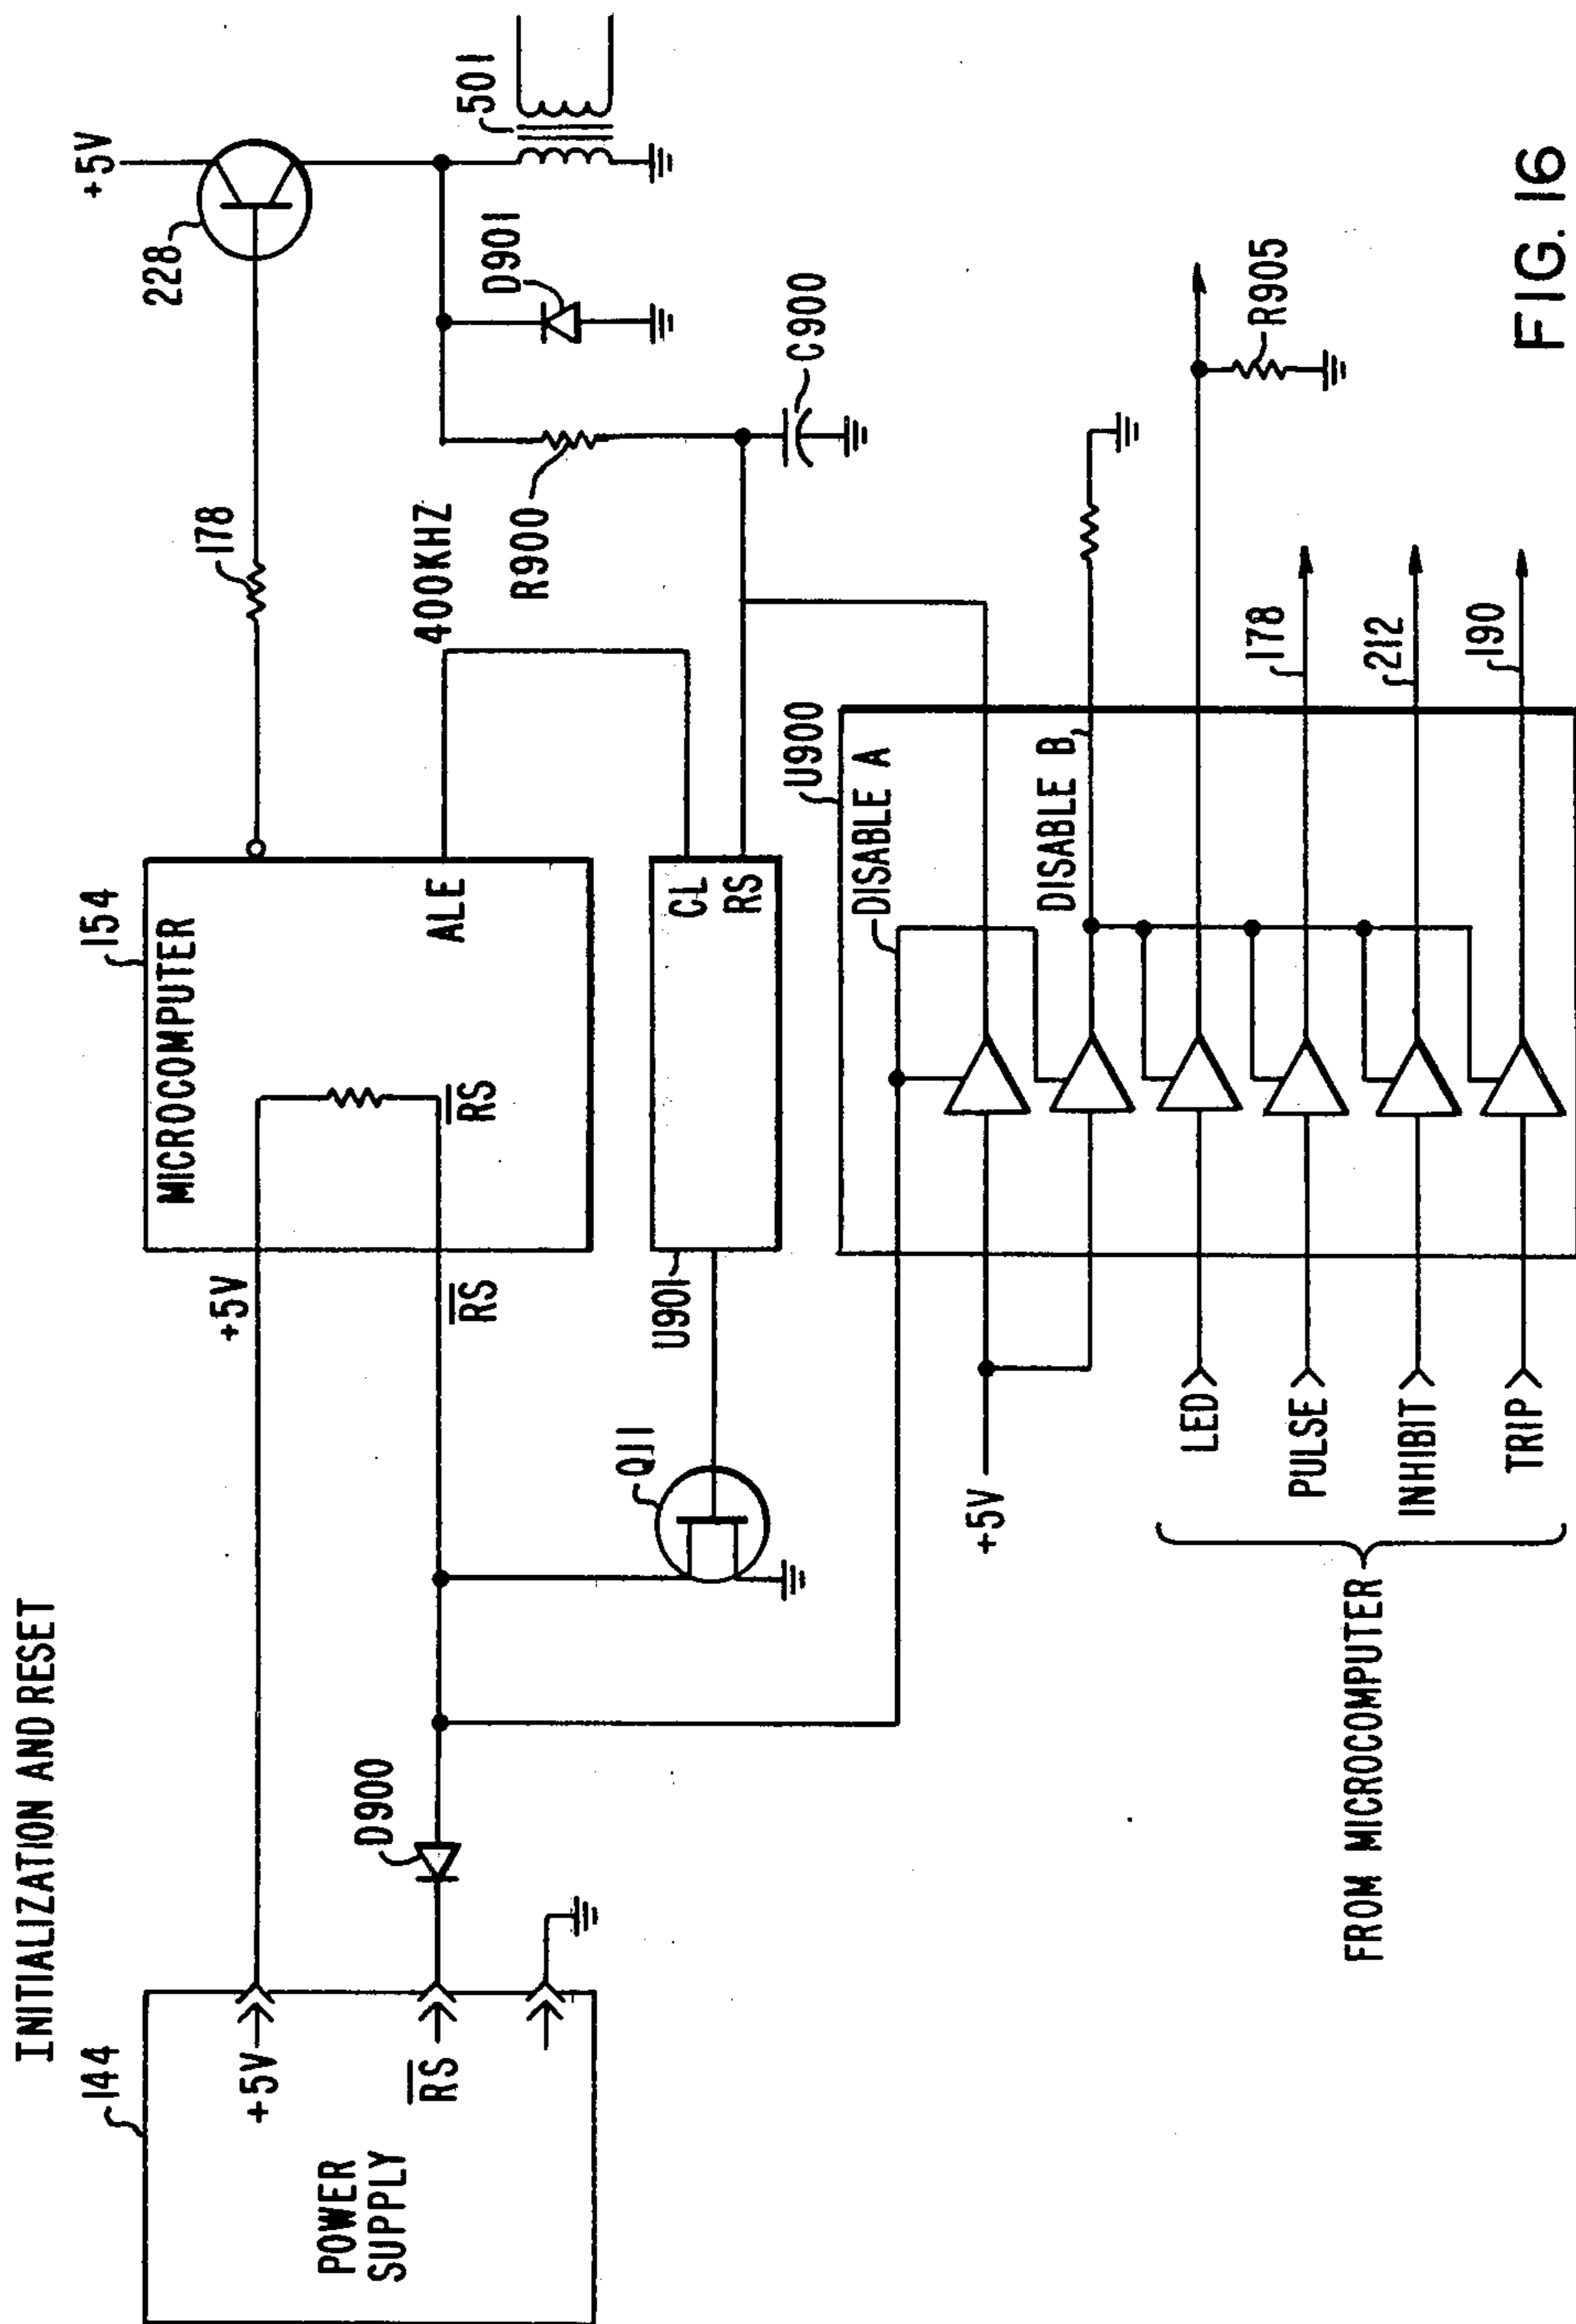 INITIALIZATION AND RESET
144
+5V
RS
POWER
SUPPLY
D900
+5V
RS
154
MICROCOMPUTER
RS
ALE
178
228
+5V
501
D901
C900
R900
400KHZ
Q11
U901
CL
RS
U900
DISABLE A
DISABLE B
R905
+5V
LED
PULSE
INHIBIT
TRIP
178
212
190
FROM MICROCOMPUTER
FIG. 16